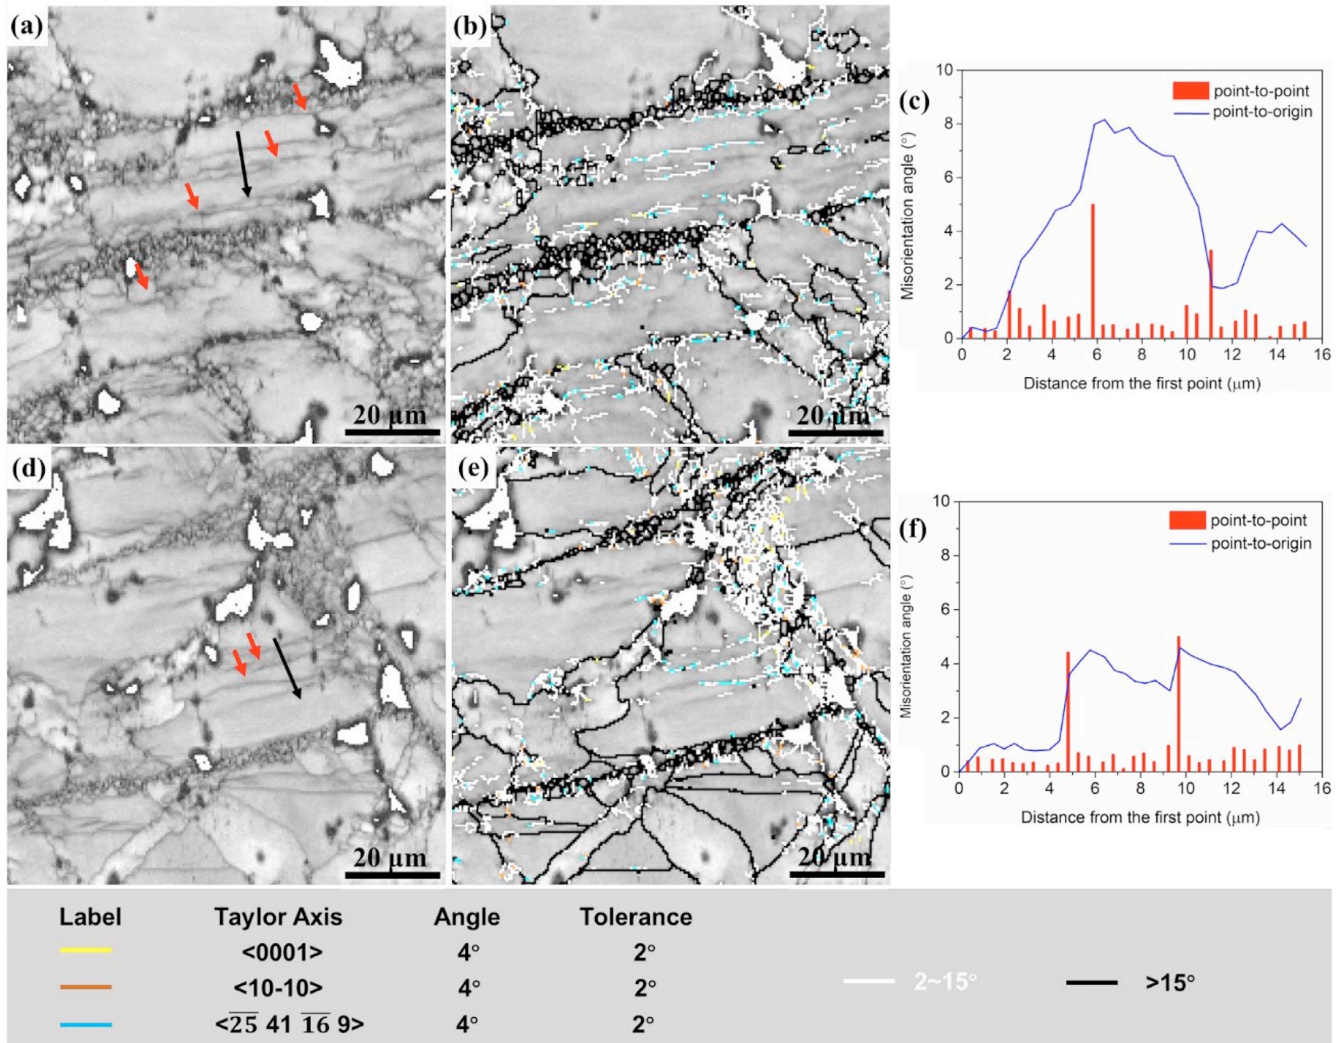 (a)
20 μm
(b)
20 μm
(c)
10
8
6
4
2
0
Misorientation angle (°)
point-to-point
point-to-origin
0 2 4 6 8 10 12 14 16
Distance from the first point (μm)
(d)
20 μm
(e)
20 μm
(f)
10
8
6
4
2
0
Misorientation angle (°)
point-to-point
point-to-origin
0 2 4 6 8 10 12 14 16
Distance from the first point (μm)
Label Taylor Axis Angle Tolerance
<0001> 4° 2°
<10-10> 4° 2° 2~15° >15°
<2̅5̅ 41 1̅6̅ 9> 4° 2°